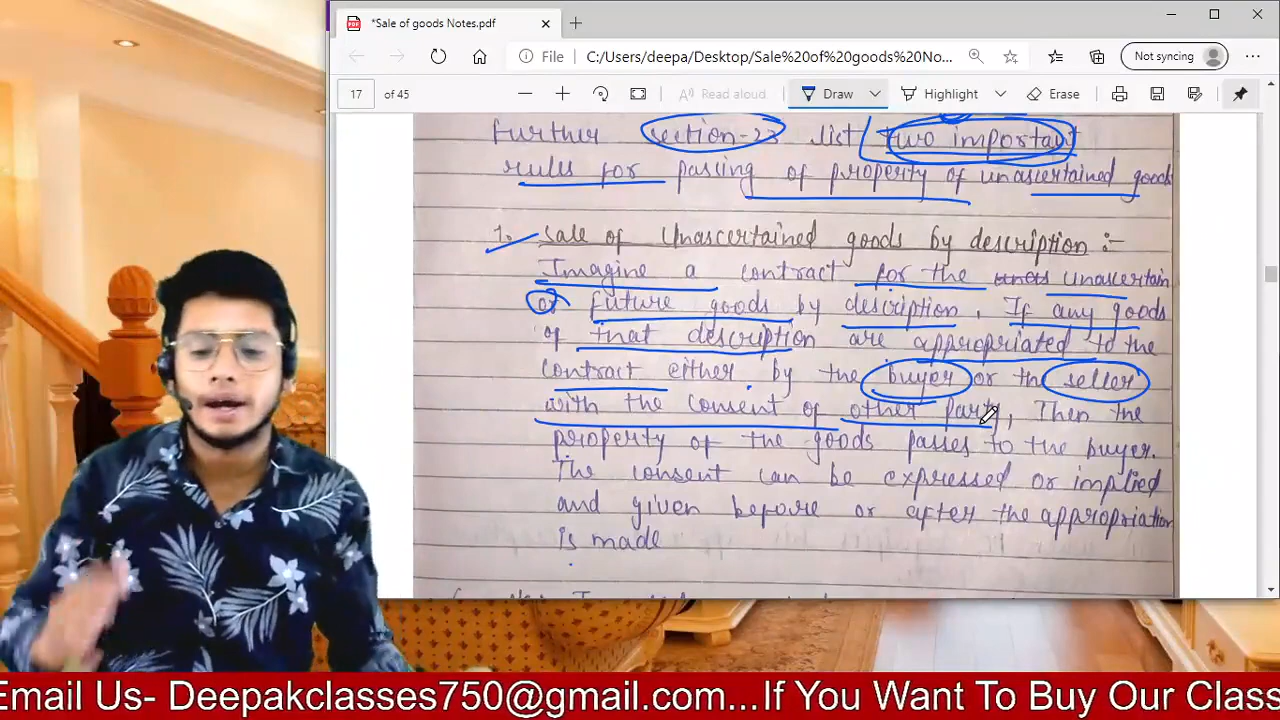 *Sale of goods Notes.pdf
File C:/Users/deepa/Desktop/Sale%20of%20goods%20No... Not syncing
17 of 45 Read aloud Draw Highlight Erase
Further section-23 list two important
rules for passing of property of unascertained goods
1. Sale of Unascertained goods by description :-
Imagine a contract for the unascertain
or future goods by description. If any goods
of that description are appropriated to the
contract either by the buyer or the seller
with the consent of other party, Then the
property of the goods passes to the buyer.
The consent can be expressed or implied
and given before or after the appropriation
is made
Email Us- Deepakclasses750@gmail.com...If You Want To Buy Our Class